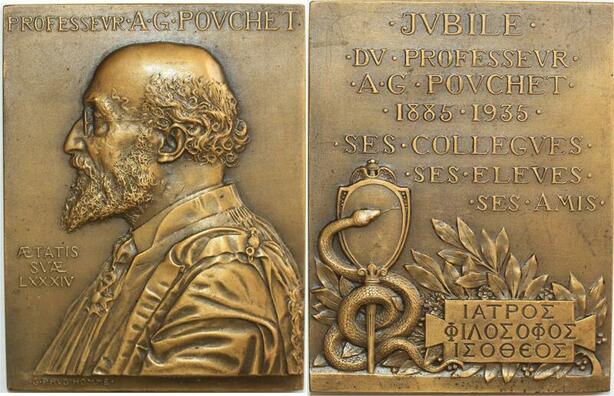 PROFESSEVR·A·G·POVCHET
ÆTATIS
SVÆ
LXXXIV
·G·PRVD'HOMME·
·JVBILE·
·DV·PROFESSEVR·
·A·G·POVCHET·
·1885·1935·
·SES·COLLEGVES·
·SES·ELEVES·
·SES·AMIS·
ΙΑΤΡΟΣ
ΦΙΛΟΣΟΦΟΣ
ΙΣΟΘΕΟΣ